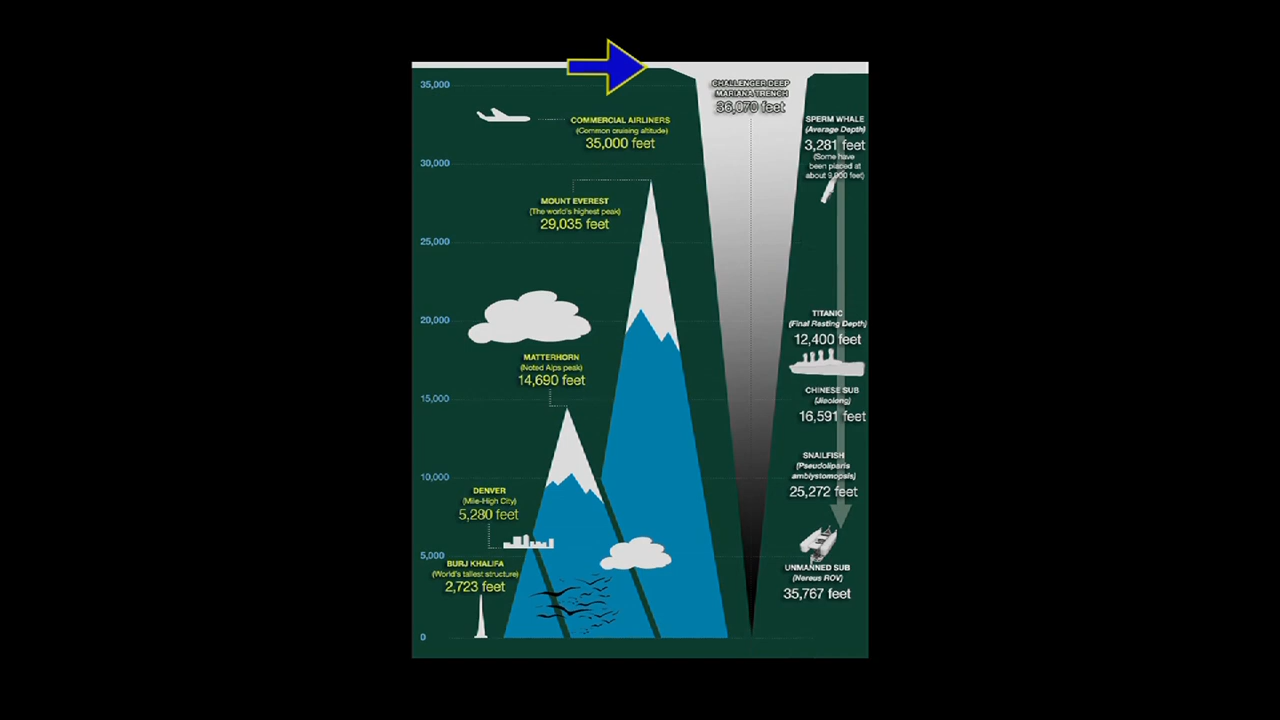 35,000
30,000
25,000
20,000
15,000
10,000
5,000
0
COMMERCIAL AIRLINERS
(Common cruising altitude)
35,000 feet
MOUNT EVEREST
(The world's highest peak)
29,035 feet
MATTERHORN
(Noted Alps peak)
14,690 feet
DENVER
(Mile-High City)
5,280 feet
BURJ KHALIFA
(World's tallest structure)
2,723 feet
CHALLENGER DEEP
MARIANA TRENCH
36,070 feet
SPERM WHALE
(Average Depth)
3,281 feet
(Some have
been placed at
about 9,000 feet)
TITANIC
(Final Resting Depth)
12,400 feet
CHINESE SUB
(Jiaolong)
16,591 feet
SNAILFISH
(Pseudoliparis
amblystomopsis)
25,272 feet
UNMANNED SUB
(Nereus ROV)
35,767 feet